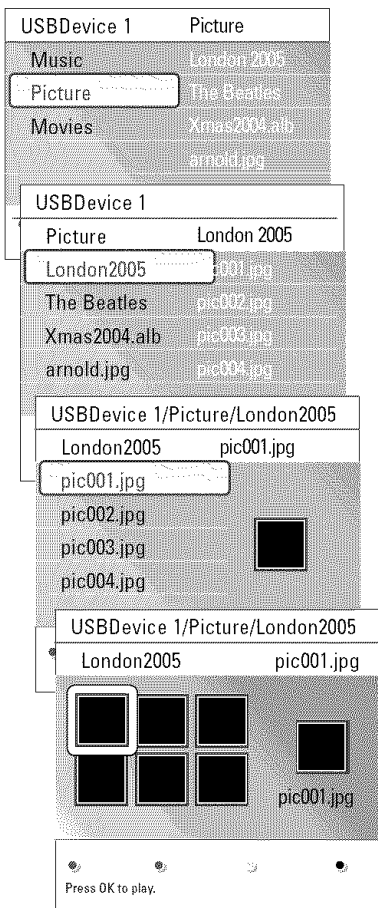 USBDevice 1 Picture
Music London 2005
Picture The Beatles
Movies Xmas2004.alb
arnold.jpg
USBDevice 1
Picture London 2005
London2005 pic001.jpg
The Beatles pic002.jpg
Xmas2004.alb pic003.jpg
arnold.jpg pic004.jpg
USBDevice 1/Picture/London2005
London2005 pic001.jpg
pic001.jpg
pic002.jpg
pic003.jpg
pic004.jpg
USBDevice 1/Picture/London2005
London2005 pic001.jpg
pic001.jpg
Press OK to play.